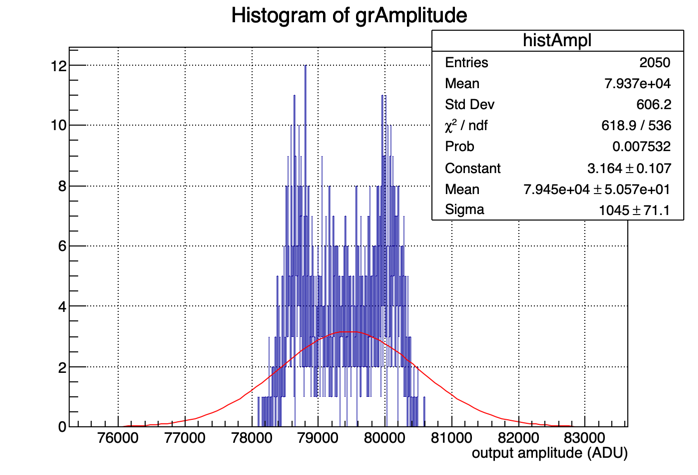 Histogram of grAmplitude
histAmpl
Entries 2050
Mean 7.937e+04
Std Dev 606.2
χ² / ndf 618.9 / 536
Prob 0.007532
Constant 3.164 ± 0.107
Mean 7.945e+04 ± 5.057e+01
Sigma 1045 ± 71.1
12
10
8
6
4
2
0
76000 77000 78000 79000 80000 81000 82000 83000
output amplitude (ADU)